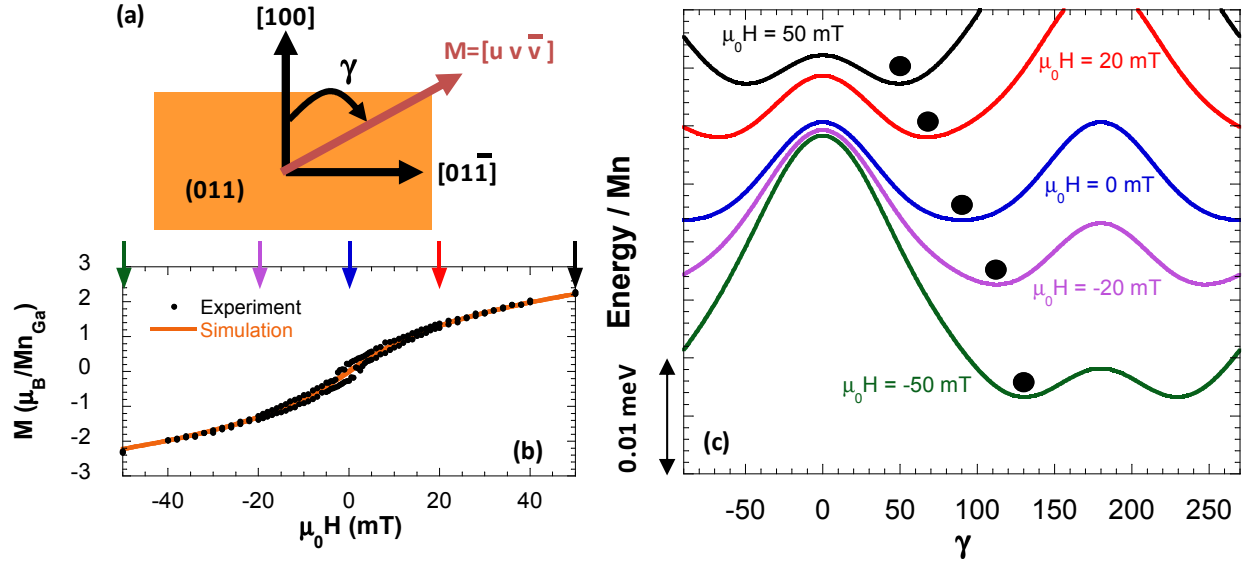 (a)
[100]
M=[u v v̅ ]
γ
[011̅]
(011)
3
2
1
0
-1
-2
-3
M (μB/MnGa)
Experiment
Simulation
(b)
-40
-20
0
20
40
μ0H (mT)
μ0H = 50 mT
μ0H = 20 mT
μ0H = 0 mT
μ0H = -20 mT
μ0H = -50 mT
Energy / Mn
0.01 meV
(c)
-50
0
50
100
150
200
250
γ